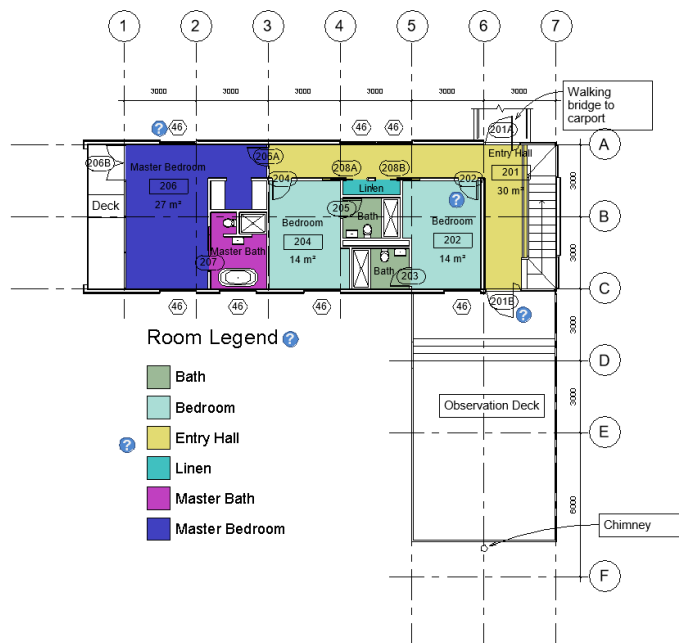 1 2 3 4 5 6 7
3000 3000 3000 3000 3000 3000
Walking
bridge to
carport
? 46 46 46 201A
A
206B 205A Entry Hall
Master Bedroom 208A 208B 201
206 204 202 30 m²
3000
27 m² Linen
Deck 205 Bath ?
B
Bedroom Bedroom
204 202
Master Bath
14 m² 14 m²
207 Bath 203
3000
C
46 46 46 46 201B ?
Room Legend ?
3000
D
Bath
Bedroom
Observation Deck
3000
Entry Hall
E
?
Linen
Master Bath
6000
Master Bedroom
Chimney
F